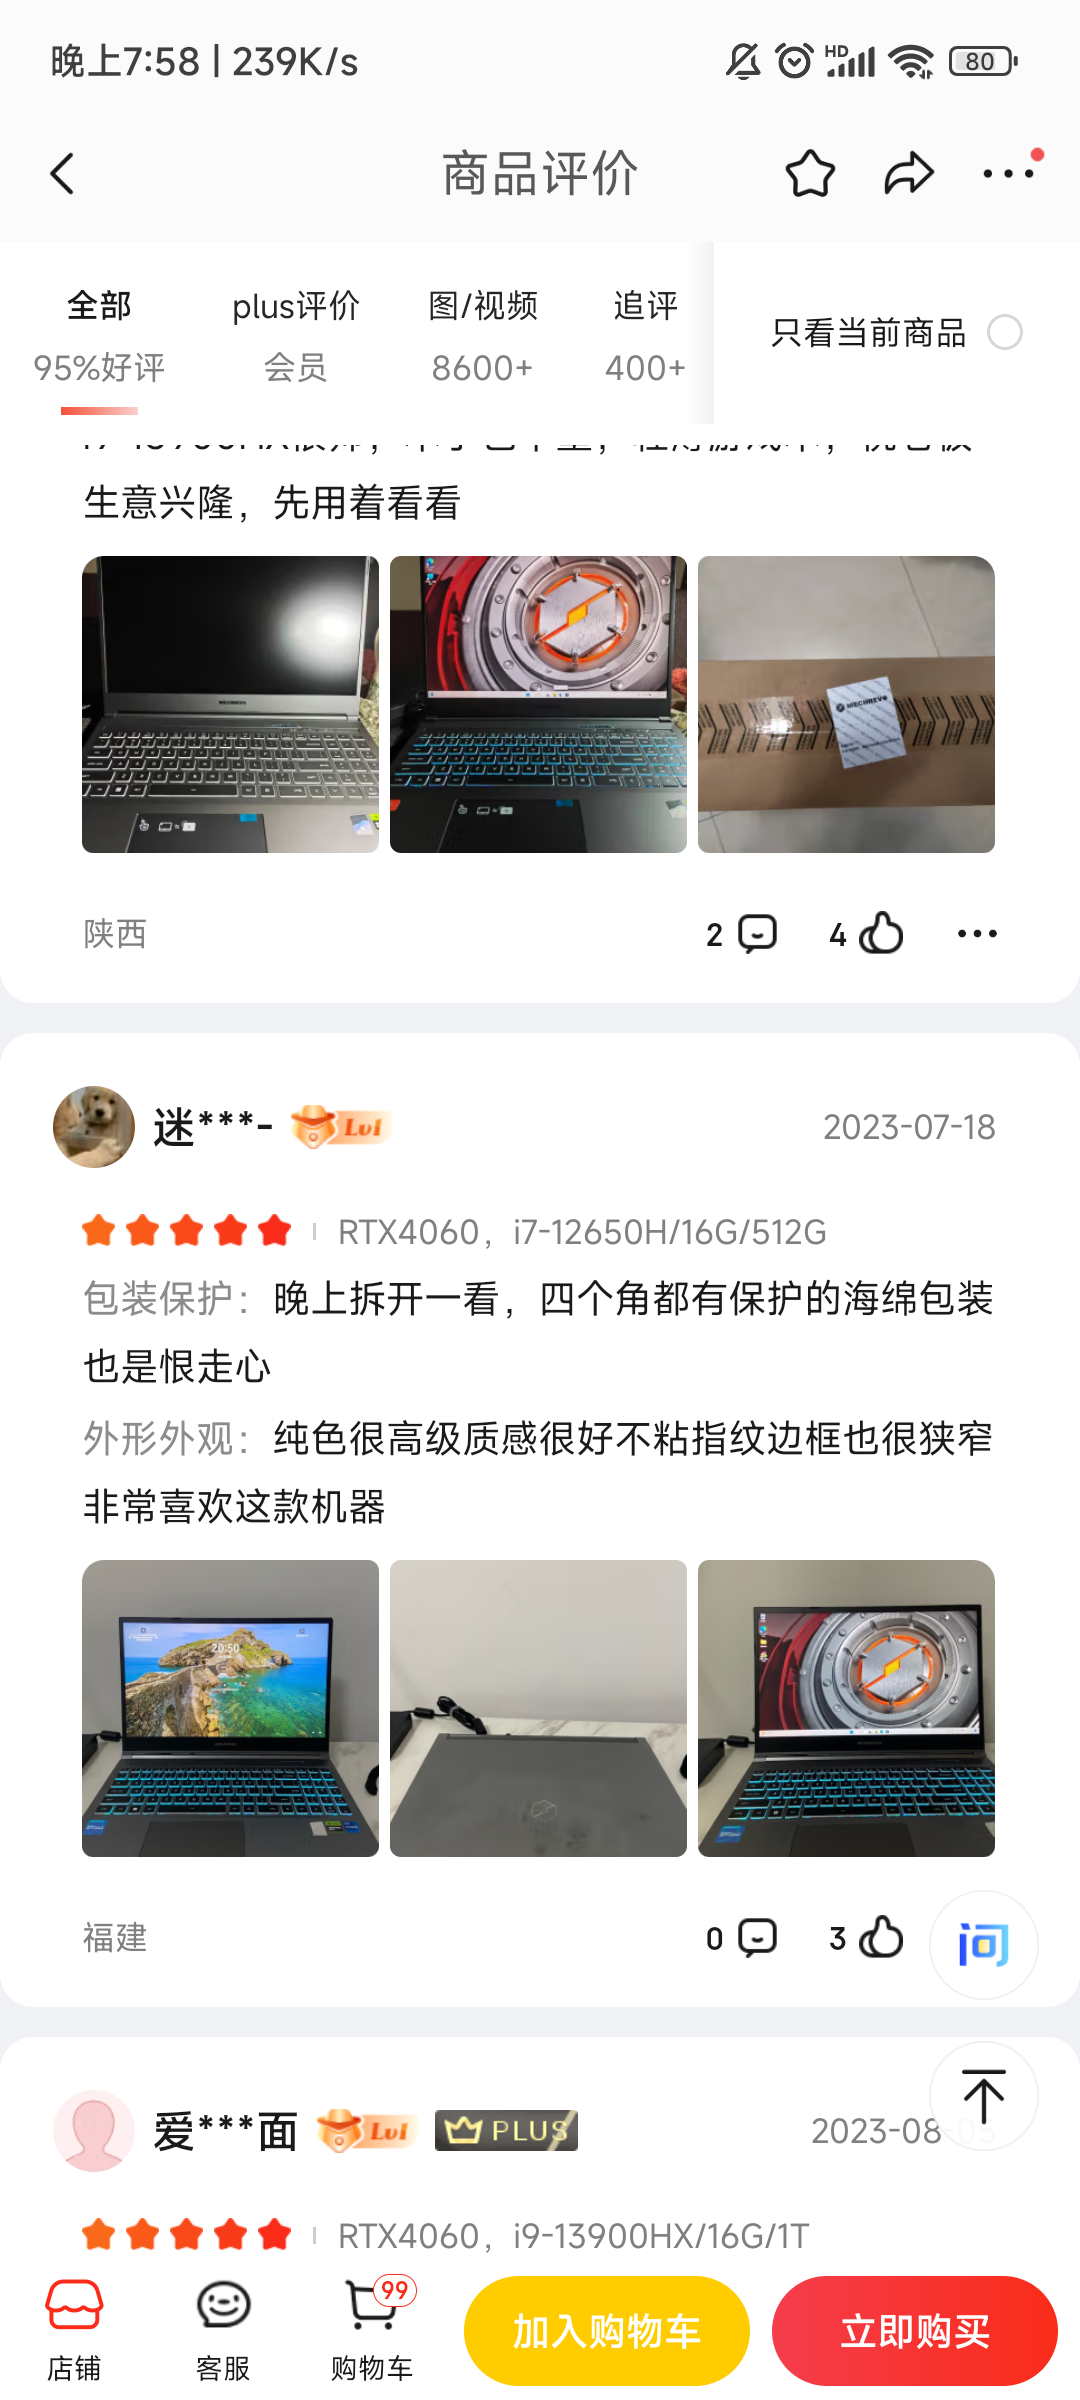 晚上7:58 | 239K/s
HD
80
商品评价
全部
plus评价
图/视频
追评
只看当前商品
95%好评
会员
8600+
400+
生意兴隆，先用着看看
MECHREVO
MECHREVO
陕西
2
4
迷***-
Lv1
2023-07-18
RTX4060，i7-12650H/16G/512G
包装保护：晚上拆开一看，四个角都有保护的海绵包装
也是恨走心
外形外观：纯色很高级质感很好不粘指纹边框也很狭窄
非常喜欢这款机器
20:50
福建
0
3
问
爱***面
Lv1
PLUS
2023-08-05
RTX4060，i9-13900HX/16G/1T
99
店铺
客服
购物车
加入购物车
立即购买